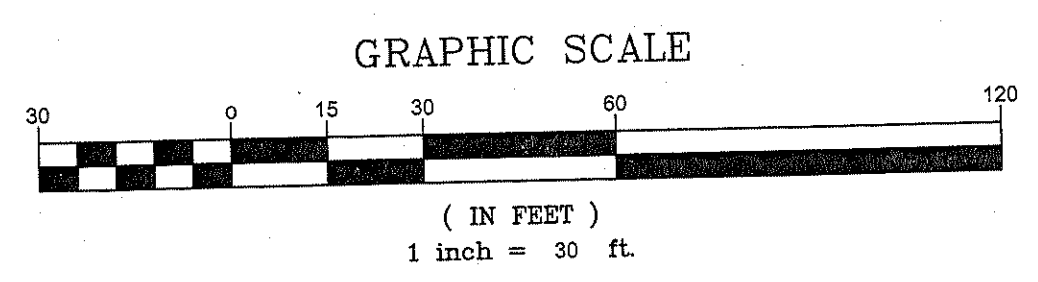 GRAPHIC SCALE
30 0 15 30 60 120
( IN FEET )
1 inch = 30 ft.